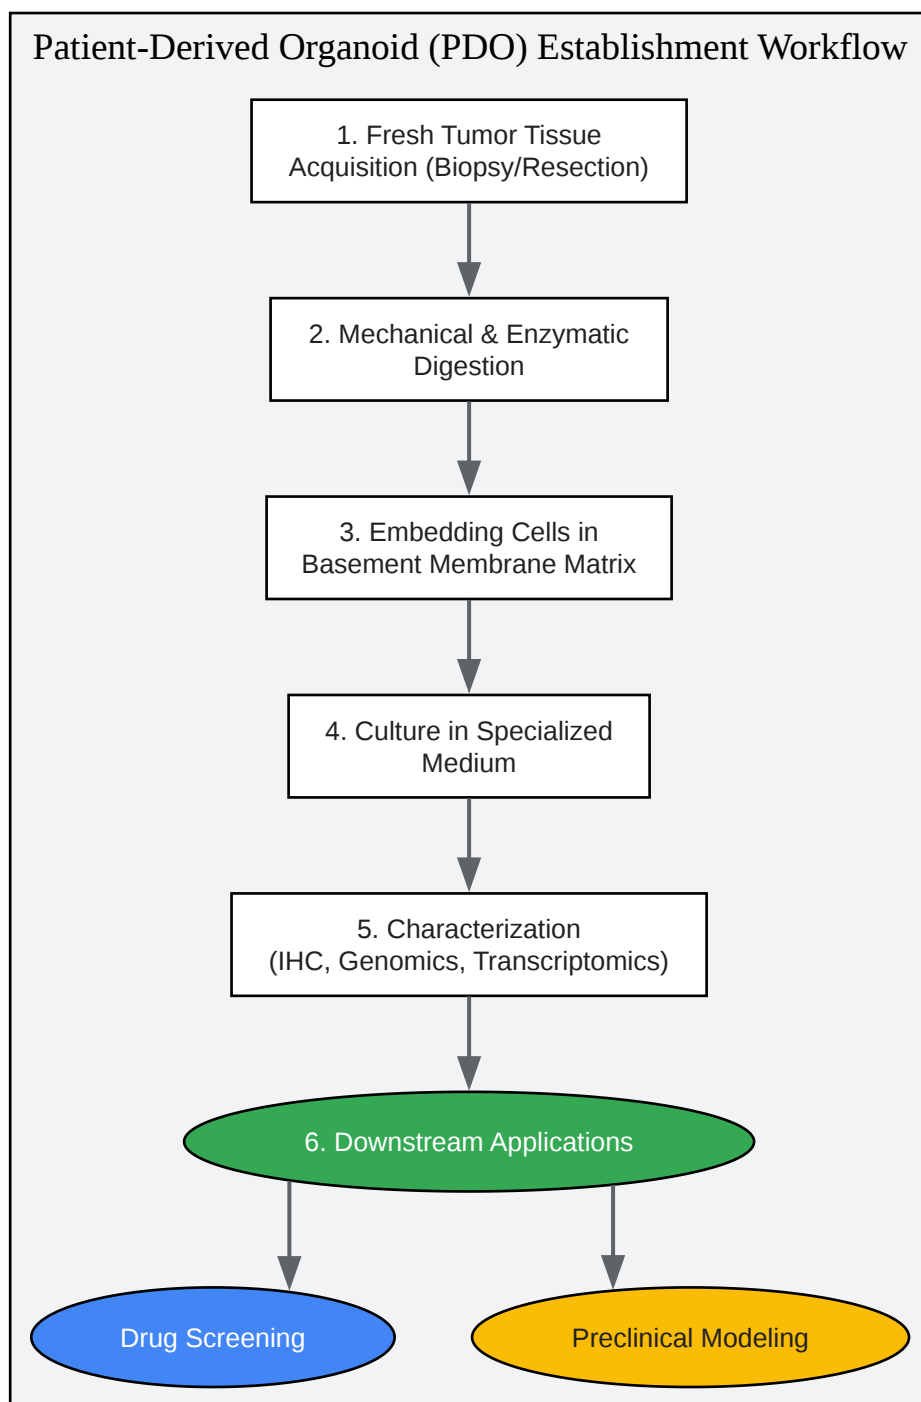 Patient-Derived Organoid (PDO) Establishment Workflow
1. Fresh Tumor Tissue
Acquisition (Biopsy/Resection)
2. Mechanical & Enzymatic
Digestion
3. Embedding Cells in
Basement Membrane Matrix
4. Culture in Specialized
Medium
5. Characterization
(IHC, Genomics, Transcriptomics)
6. Downstream Applications
Drug Screening
Preclinical Modeling